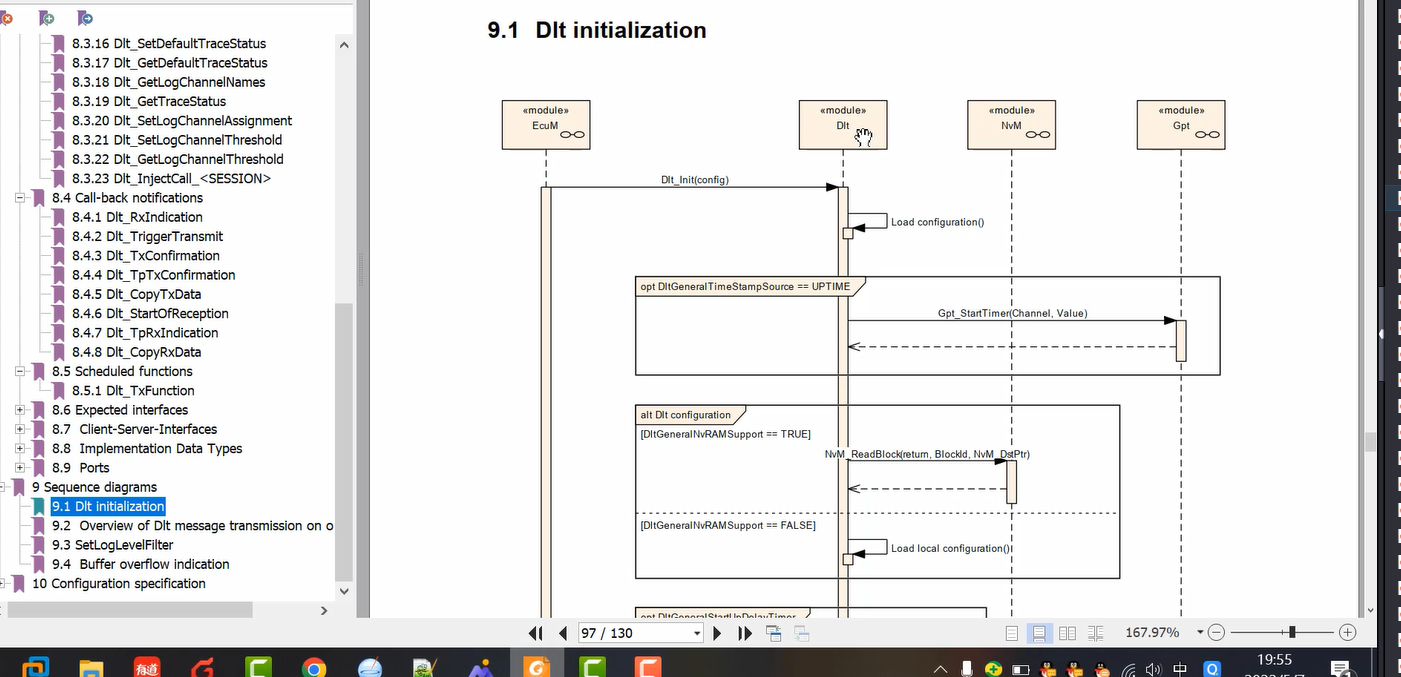 8.3.16 Dlt_SetDefaultTraceStatus
8.3.17 Dlt_GetDefaultTraceStatus
8.3.18 Dlt_GetLogChannelNames
8.3.19 Dlt_GetTraceStatus
8.3.20 Dlt_SetLogChannelAssignment
8.3.21 Dlt_SetLogChannelThreshold
8.3.22 Dlt_GetLogChannelThreshold
8.3.23 Dlt_InjectCall_<SESSION>
8.4 Call-back notifications
8.4.1 Dlt_RxIndication
8.4.2 Dlt_TriggerTransmit
8.4.3 Dlt_TxConfirmation
8.4.4 Dlt_TpTxConfirmation
8.4.5 Dlt_CopyTxData
8.4.6 Dlt_StartOfReception
8.4.7 Dlt_TpRxIndication
8.4.8 Dlt_CopyRxData
8.5 Scheduled functions
8.5.1 Dlt_TxFunction
8.6 Expected interfaces
8.7 Client-Server-Interfaces
8.8 Implementation Data Types
8.9 Ports
9 Sequence diagrams
9.1 Dlt initialization
9.2 Overview of Dlt message transmission on o
9.3 SetLogLevelFilter
9.4 Buffer overflow indication
10 Configuration specification
9.1 Dlt initialization
«module»
EcuM
«module»
Dlt
«module»
NvM
«module»
Gpt
Dlt_Init(config)
Load configuration()
opt DltGeneralTimeStampSource == UPTIME
Gpt_StartTimer(Channel, Value)
alt Dlt configuration
[DltGeneralNvRAMSupport == TRUE]
NvM_ReadBlock(return, BlockId, NvM_DstPtr)
[DltGeneralNvRAMSupport == FALSE]
Load local configuration()
opt DltGeneralStartUpDelayTimer
97 / 130
167.97%
有道
中
19:55